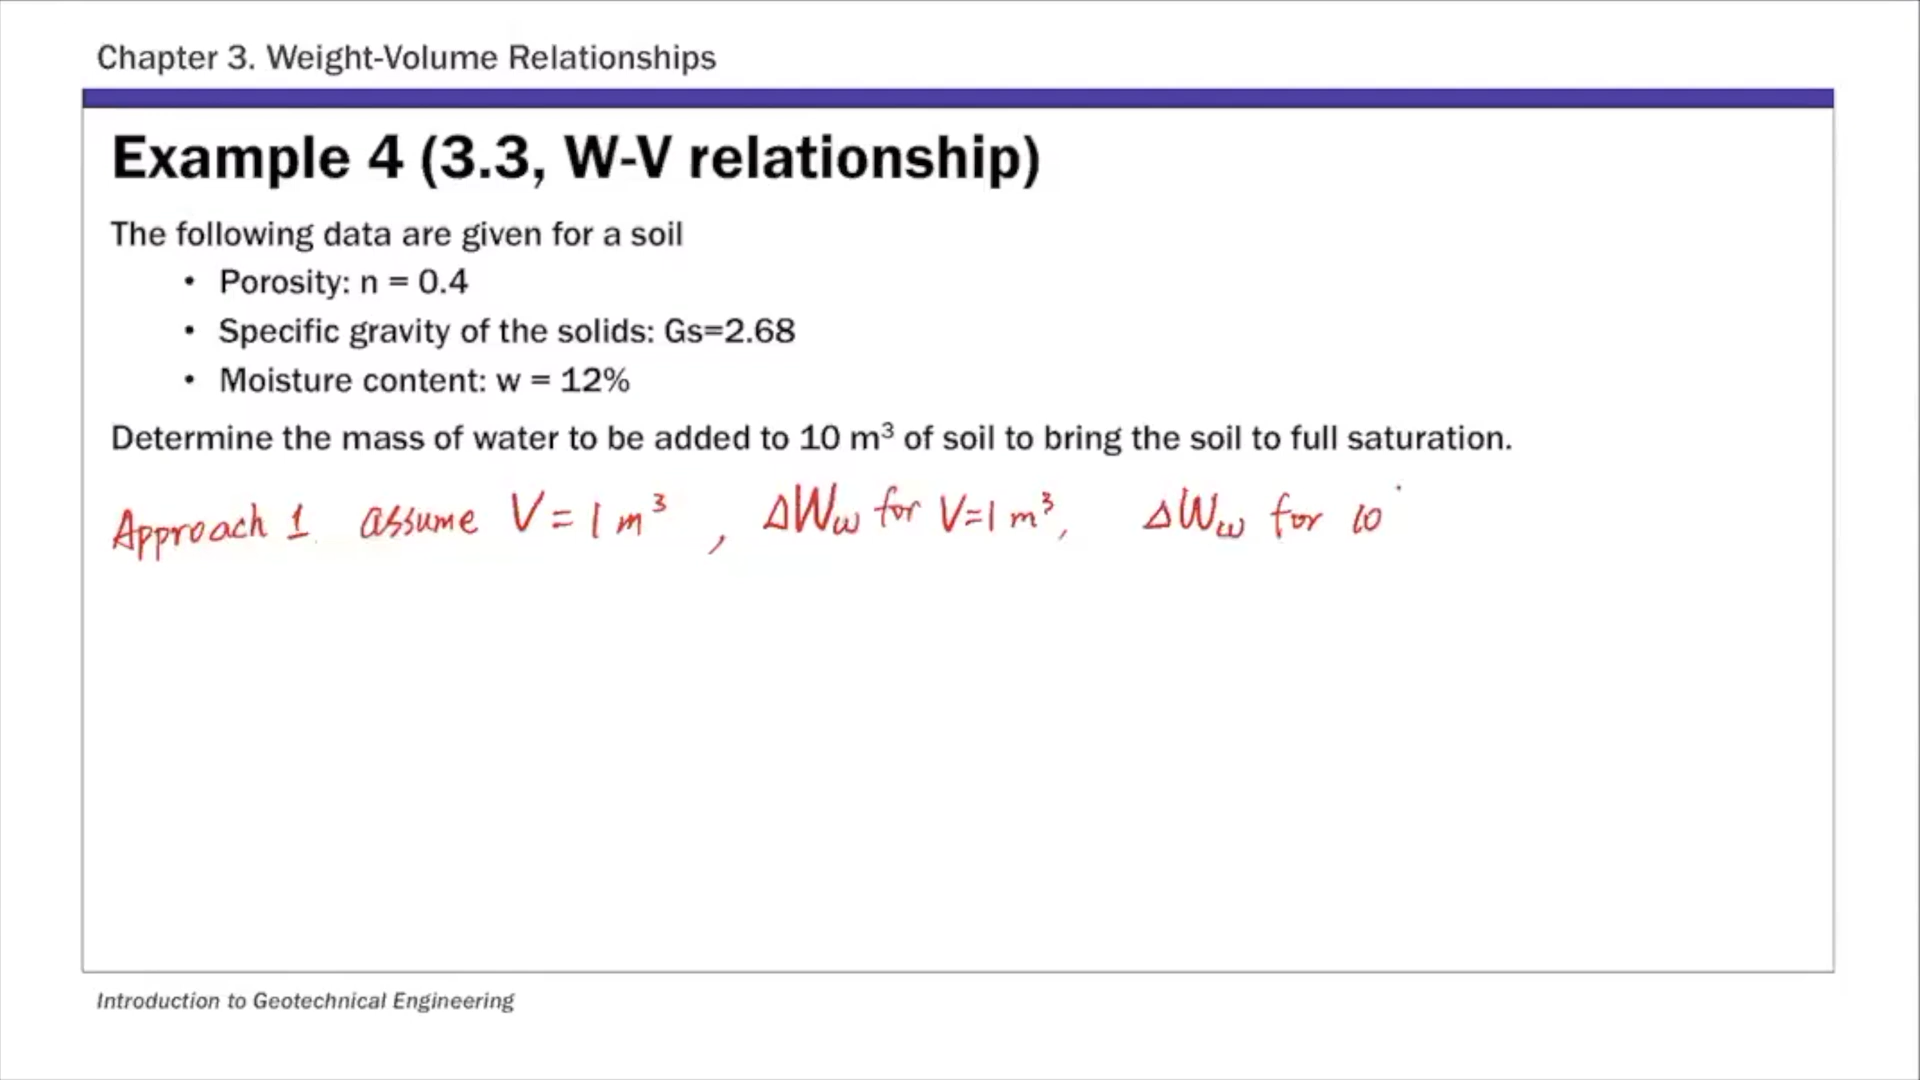 Chapter 3. Weight-Volume Relationships
Example 4 (3.3, W-V relationship)
The following data are given for a soil
• Porosity: n = 0.4
• Specific gravity of the solids: Gs=2.68
• Moisture content: w = 12%
Determine the mass of water to be added to 10 m³ of soil to bring the soil to full saturation.
Approach 1. assume V = 1 m³ , ΔWw for V=1 m³, ΔWw for 10
Introduction to Geotechnical Engineering